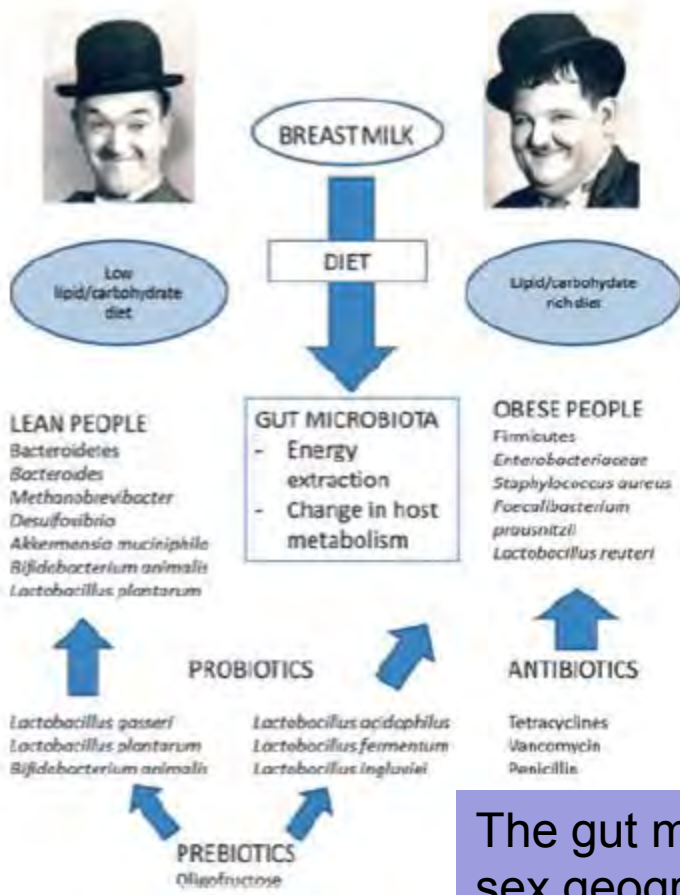 BREAST MILK
DIET
Low
lipid/carbohydrate
diet
Lipid/carbohydate
rich diet
LEAN PEOPLE
Bacteroidetes
Bacteroides
Methanobrevibacter
Desulfosibrio
Akkermansia muciniphila
Bifidobacterium animalis
Lactobacillus plantarum
GUT MICROBIOTA
- Energy
extraction
- Change in host
metabolism
OBESE PEOPLE
Firmicutes
Enterobacteriaceae
Staphylococcus aureus
Faecalibacterium
prausnitzii
Lactobacillus reuteri
PROBIOTICS
Lactobacillus gasseri
Lactobacillus plantarum
Bifidobacterium animalis
Lactobacillus acidophilus
Lactobacillus fermentum
Lactobacillus ingluviei
ANTIBIOTICS
Tetracyclines
Vancomycin
Penicillin
PREBIOTICS
Oligofructose
The gut m
sex geogr